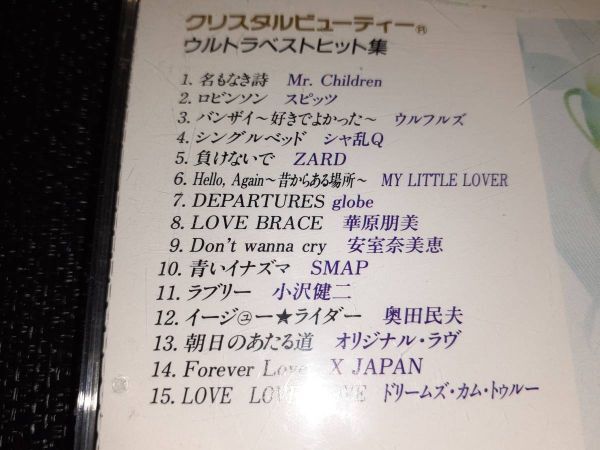 クリスタルビューティー®
ウルトラベストヒット集
1. 名もなき詩 Mr. Children
2. ロビンソン スピッツ
3. バンザイ～好きでよかった～ ウルフルズ
4. シングルベッド シャ乱Q
5. 負けないで ZARD
6. Hello, Again～昔からある場所～ MY LITTLE LOVER
7. DEPARTURES globe
8. LOVE BRACE 華原朋美
9. Don't wanna cry 安室奈美恵
10. 青いイナズマ SMAP
11. ラブリー 小沢健二
12. イージュー★ライダー 奥田民夫
13. 朝日のあたる道 オリジナル・ラヴ
14. Forever Love X JAPAN
15. LOVE LOVE LOVE ドリームズ・カム・トゥルー